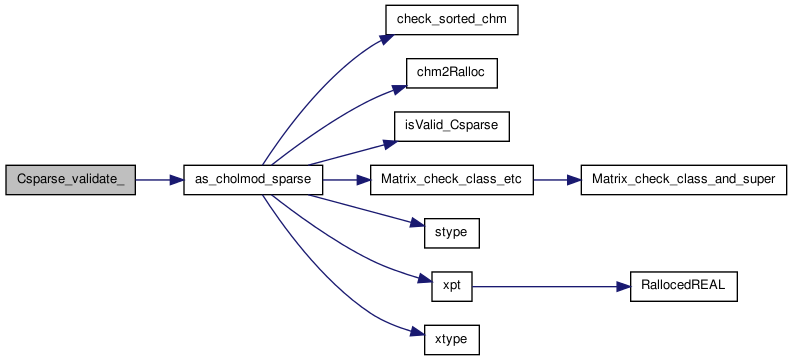 check_sorted_chm
chm2Ralloc
isValid_Csparse
Csparse_validate_
as_cholmod_sparse
Matrix_check_class_etc
Matrix_check_class_and_super
stype
xpt
RallocedREAL
xtype